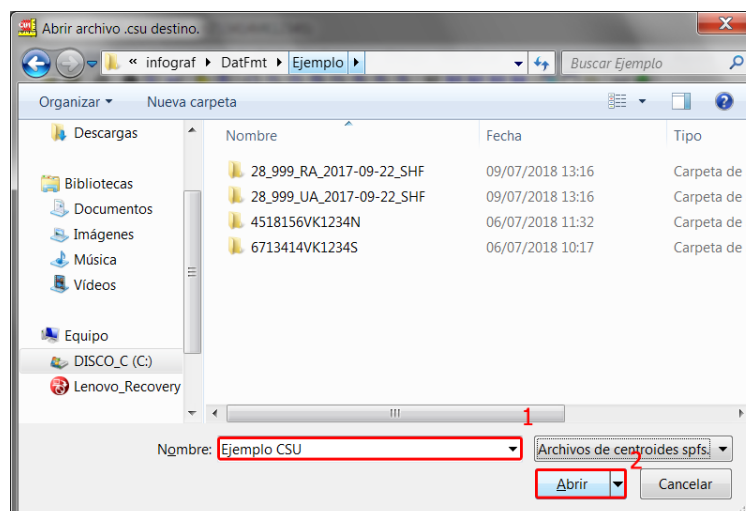 Abrir archivo .csu destino.
« infograf DatFmt Ejemplo Buscar Ejemplo
Organizar Nueva carpeta
Descargas
Bibliotecas
Documentos
Imágenes
Música
Vídeos
Equipo
DISCO_C (C:)
Lenovo_Recovery
Nombre Fecha Tipo
28_999_RA_2017-09-22_SHF 09/07/2018 13:16 Carpeta de
28_999_UA_2017-09-22_SHF 09/07/2018 13:16 Carpeta de
4518156VK1234N 06/07/2018 11:32 Carpeta de
6713414VK1234S 06/07/2018 10:17 Carpeta de
1
Nombre: Ejemplo CSU Archivos de centroides spfs.
2
Abrir Cancelar